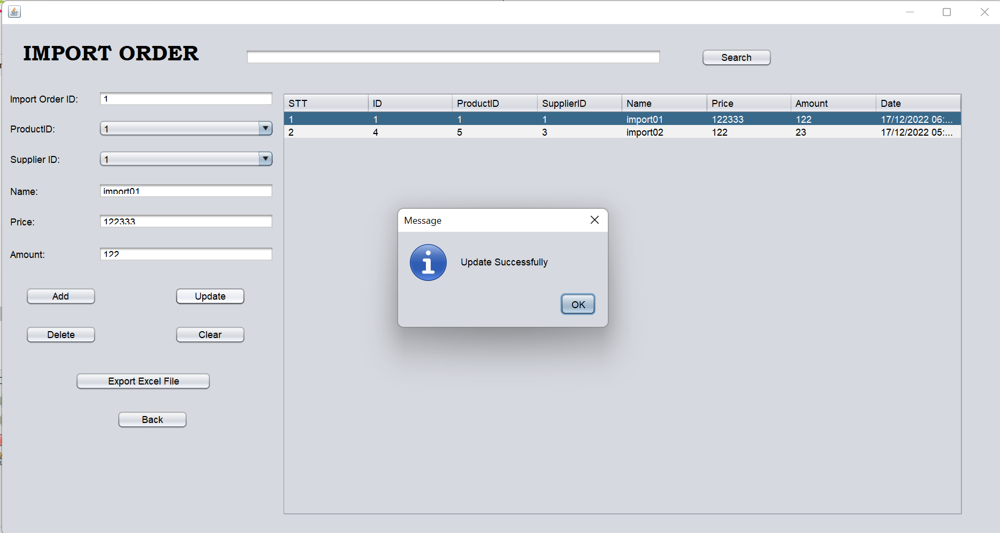 IMPORT ORDER
Search
Import Order ID: 1
ProductID: 1
Supplier ID: 1
Name: import01
Price: 122333
Amount: 122
Add Update
Delete Clear
Export Excel File
Back
STT ID ProductID SupplierID Name Price Amount Date
1 1 1 1 import01 122333 122 17/12/2022 06:...
2 4 5 3 import02 122 23 17/12/2022 05:...
Message
Update Successfully
OK